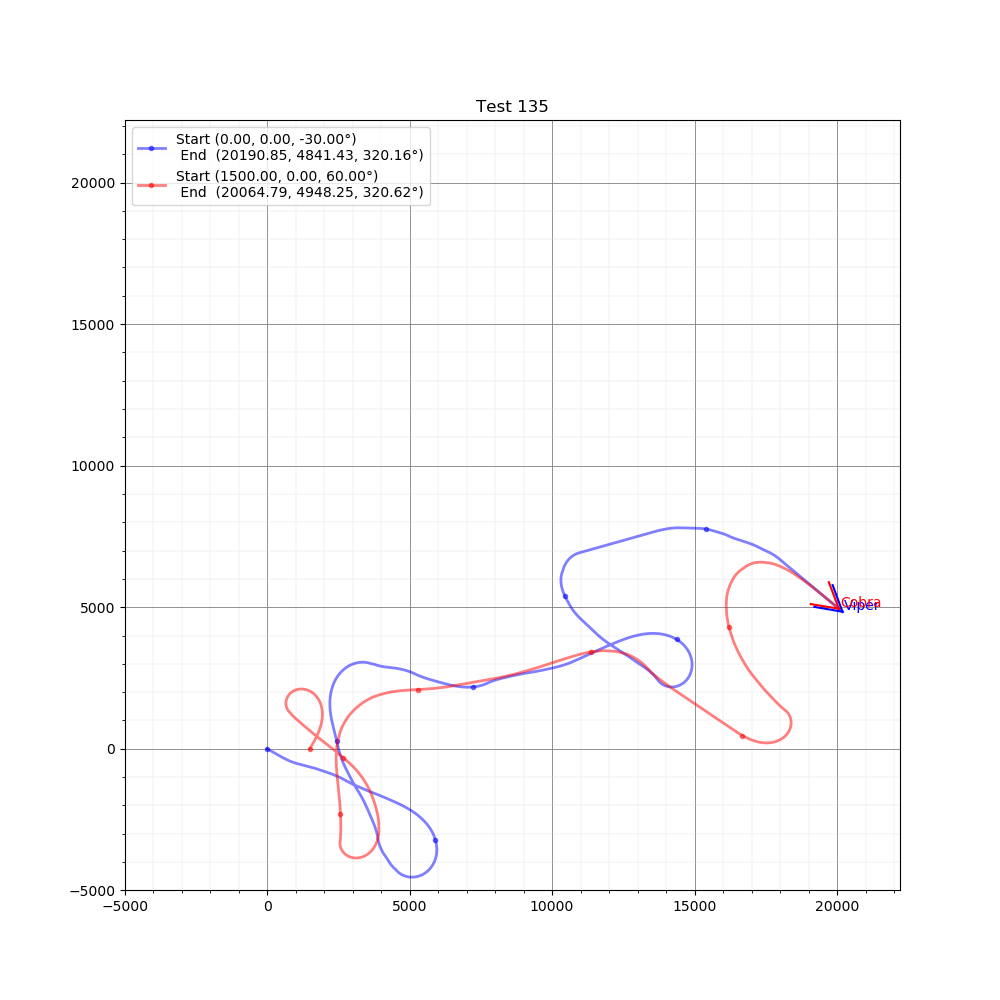 Test 135
Start (0.00, 0.00, -30.00°)
End (20190.85, 4841.43, 320.16°)
Start (1500.00, 0.00, 60.00°)
End (20064.79, 4948.25, 320.62°)
20000
15000
10000
5000
0
−5000
Cobra
Viper
−5000
0
5000
10000
15000
20000